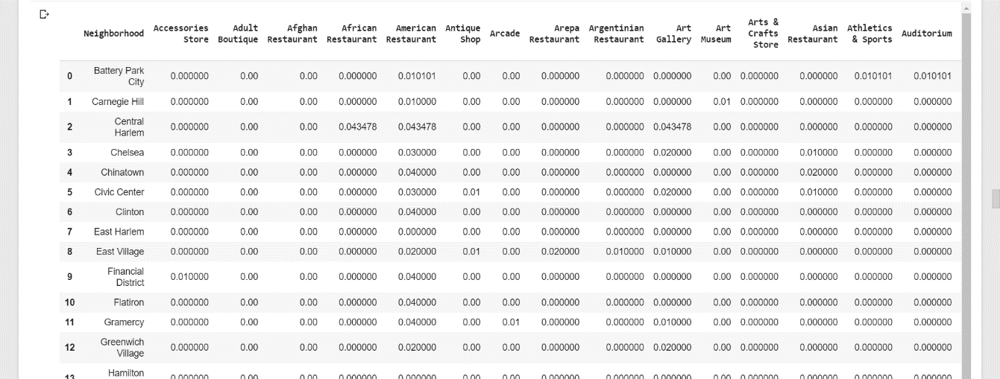 Neighborhood Accessories Store Adult Boutique Afghan Restaurant African Restaurant American Restaurant Antique Shop Arcade Arepa Restaurant Argentinian Restaurant Art Gallery Art Museum Arts & Crafts Store Asian Restaurant Athletics & Sports Auditorium
0 Battery Park City 0.000000 0.00 0.00 0.000000 0.010101 0.00 0.00 0.000000 0.000000 0.000000 0.00 0.000000 0.000000 0.010101 0.010101
1 Carnegie Hill 0.000000 0.00 0.00 0.000000 0.010000 0.00 0.00 0.000000 0.000000 0.000000 0.01 0.000000 0.000000 0.000000 0.000000
2 Central Harlem 0.000000 0.00 0.00 0.043478 0.043478 0.00 0.00 0.000000 0.000000 0.043478 0.00 0.000000 0.000000 0.000000 0.000000
3 Chelsea 0.000000 0.00 0.00 0.000000 0.030000 0.00 0.00 0.000000 0.000000 0.020000 0.00 0.000000 0.010000 0.000000 0.000000
4 Chinatown 0.000000 0.00 0.00 0.000000 0.040000 0.00 0.00 0.000000 0.000000 0.000000 0.00 0.000000 0.020000 0.000000 0.000000
5 Civic Center 0.000000 0.00 0.00 0.000000 0.030000 0.01 0.00 0.000000 0.000000 0.020000 0.00 0.000000 0.010000 0.000000 0.000000
6 Clinton 0.000000 0.00 0.00 0.000000 0.040000 0.00 0.00 0.000000 0.000000 0.000000 0.00 0.000000 0.000000 0.000000 0.000000
7 East Harlem 0.000000 0.00 0.00 0.000000 0.000000 0.00 0.00 0.000000 0.000000 0.000000 0.00 0.000000 0.000000 0.000000 0.000000
8 East Village 0.000000 0.00 0.00 0.000000 0.020000 0.01 0.00 0.020000 0.010000 0.010000 0.00 0.000000 0.000000 0.000000 0.000000
9 Financial District 0.010000 0.00 0.00 0.000000 0.040000 0.00 0.00 0.000000 0.000000 0.000000 0.00 0.000000 0.000000 0.000000 0.000000
10 Flatiron 0.000000 0.00 0.00 0.000000 0.040000 0.00 0.00 0.000000 0.000000 0.000000 0.00 0.000000 0.000000 0.000000 0.000000
11 Gramercy 0.000000 0.00 0.00 0.000000 0.040000 0.00 0.01 0.000000 0.000000 0.010000 0.00 0.000000 0.000000 0.000000 0.000000
12 Greenwich Village 0.000000 0.00 0.00 0.000000 0.020000 0.00 0.00 0.000000 0.000000 0.020000 0.00 0.000000 0.000000 0.000000 0.000000
13 Hamilton 0.000000 0.00 0.00 0.000000 0.000000 0.00 0.00 0.000000 0.000000 0.000000 0.00 0.000000 0.000000 0.000000 0.000000